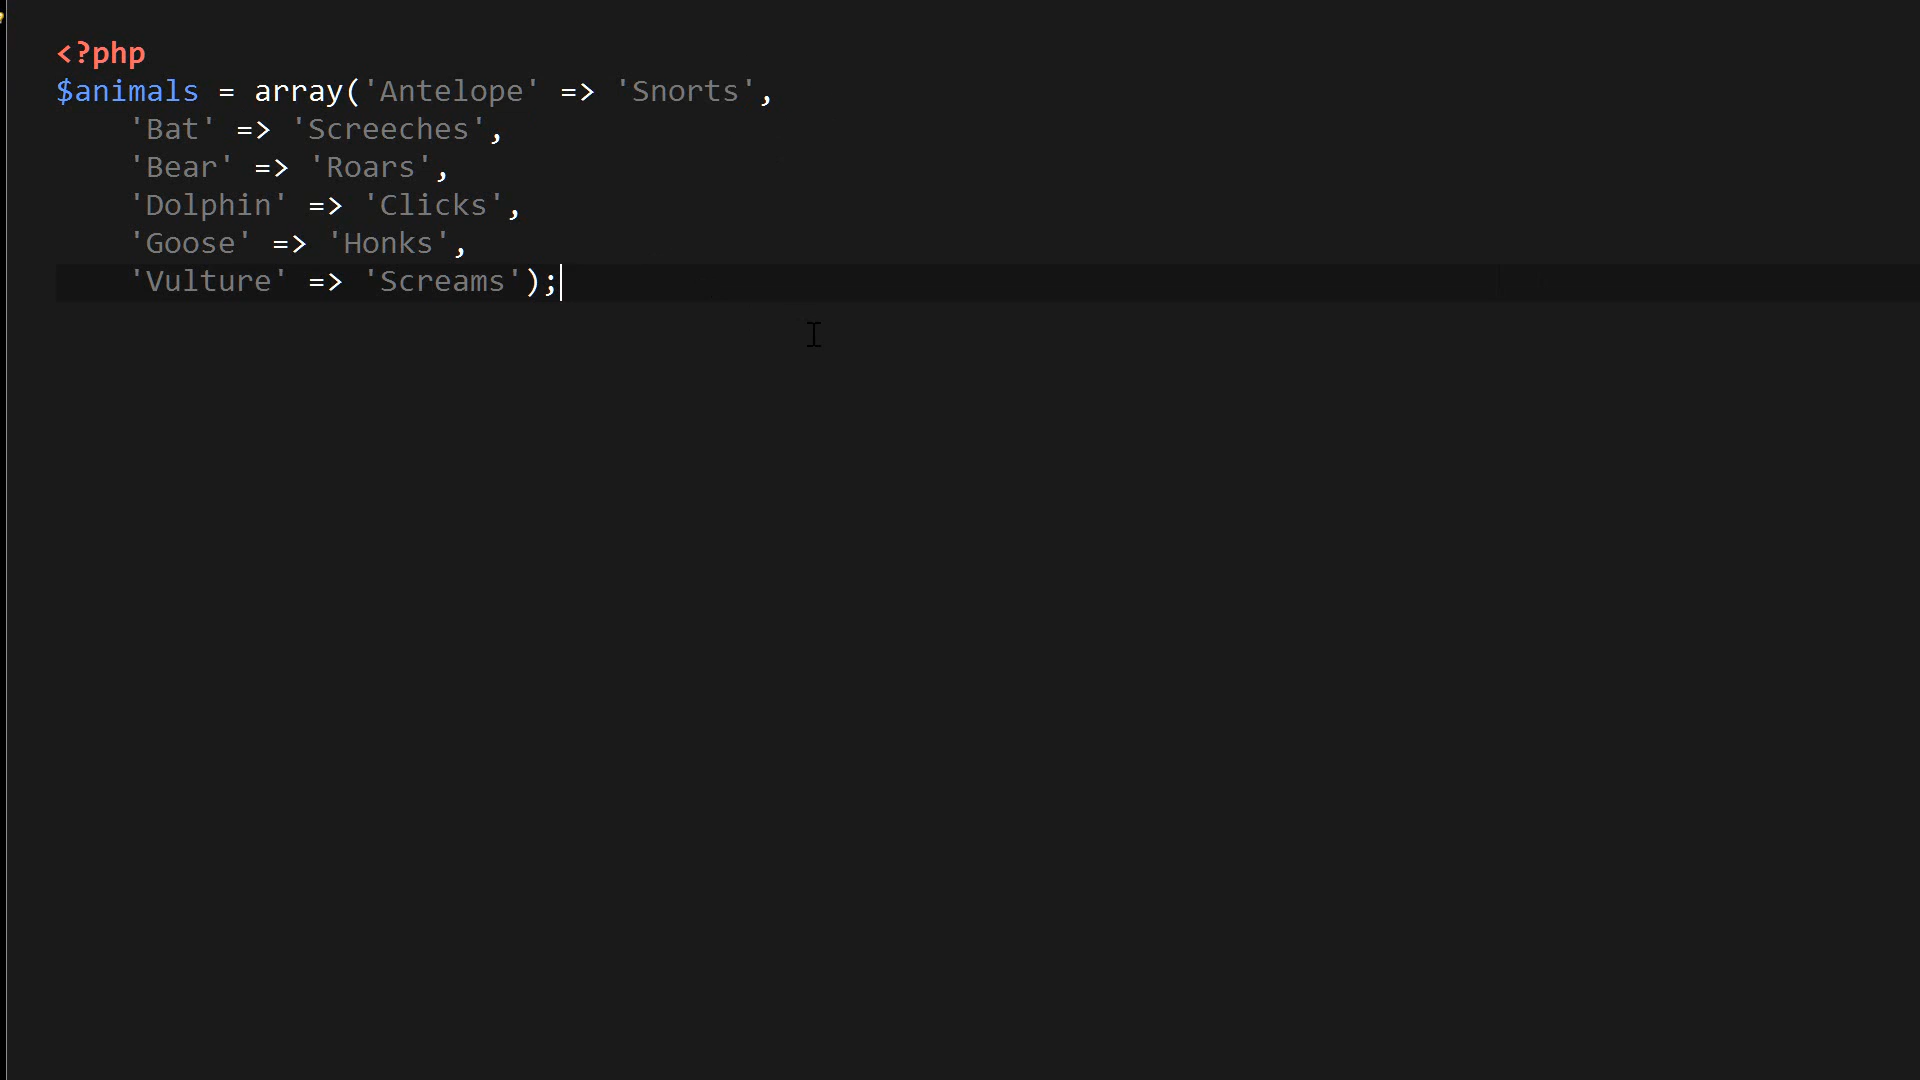 <?php
$animals = array('Antelope' => 'Snorts',
    'Bat' => 'Screeches',
    'Bear' => 'Roars',
    'Dolphin' => 'Clicks',
    'Goose' => 'Honks',
    'Vulture' => 'Screams');